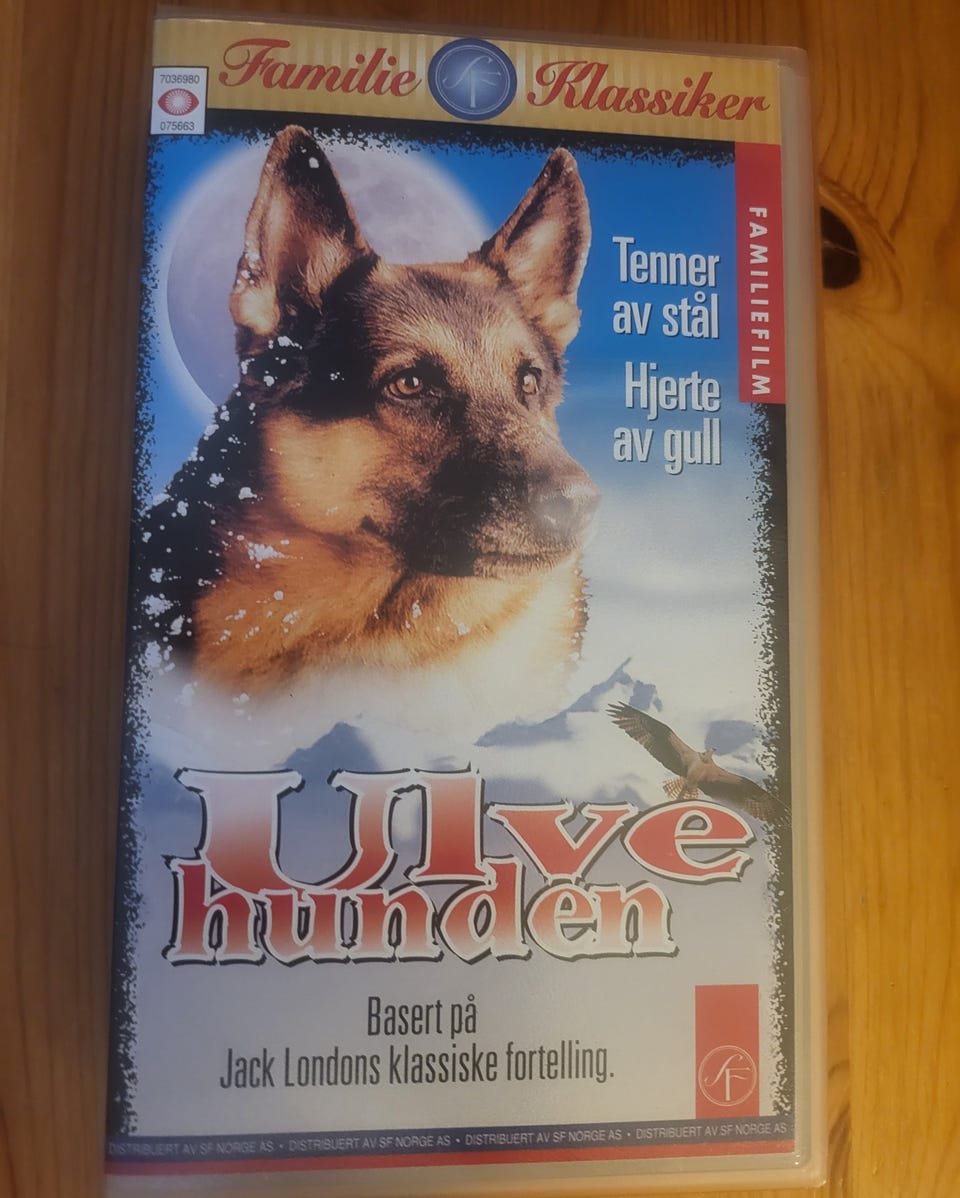 Familie SF Klassiker
7036980
075663
FAMILIEFILM
Tenner
av stål
Hjerte
av gull
Ulve
hunden
Basert på
Jack Londons klassiske fortelling.
SF
DISTRIBUERT AV SF NORGE AS • DISTRIBUERT AV SF NORGE AS • DISTRIBUERT AV SF NORGE AS • DISTRIBUERT AV SF NORGE AS